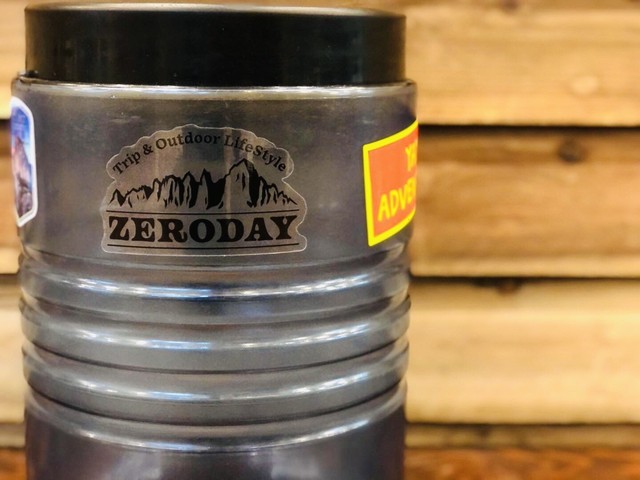 Trip & Outdoor LifeStyle
ZERODAY